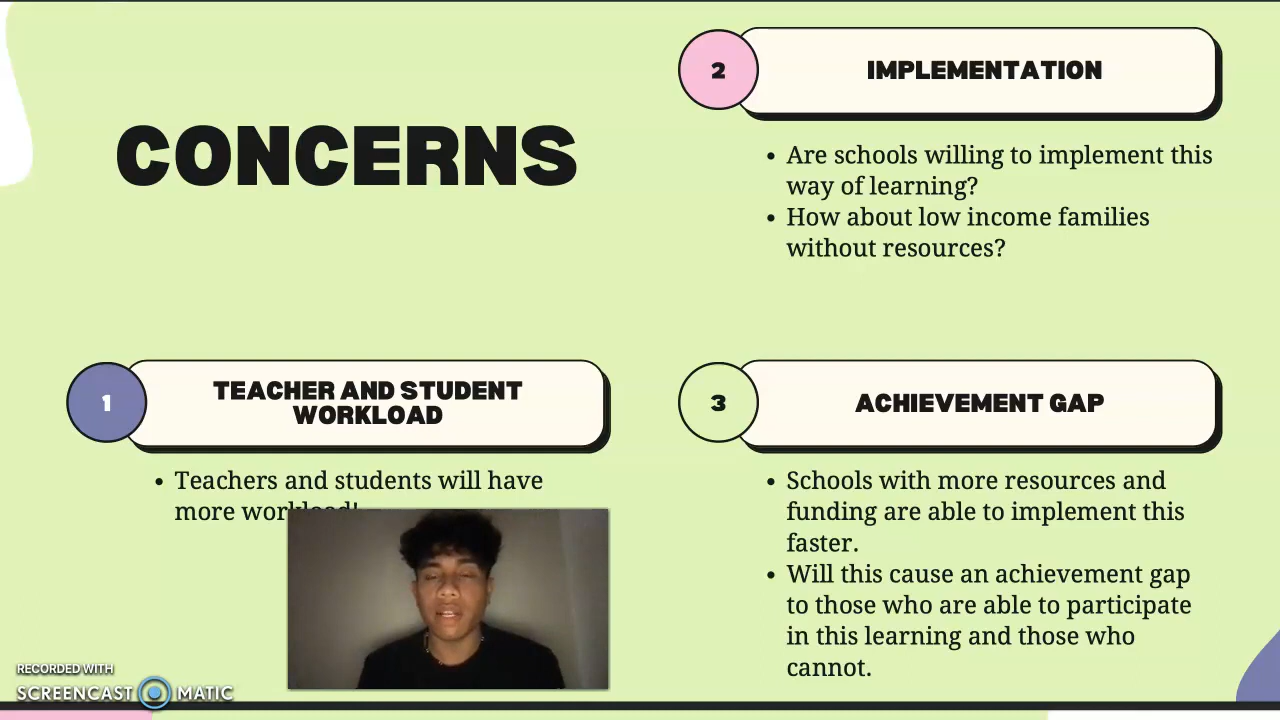 CONCERNS
1
TEACHER AND STUDENT
WORKLOAD
• Teachers and students will have
more workload!
2
IMPLEMENTATION
• Are schools willing to implement this
way of learning?
• How about low income families
without resources?
3
ACHIEVEMENT GAP
• Schools with more resources and
funding are able to implement this
faster.
• Will this cause an achievement gap
to those who are able to participate
in this learning and those who
cannot.
RECORDED WITH
SCREENCAST MATIC